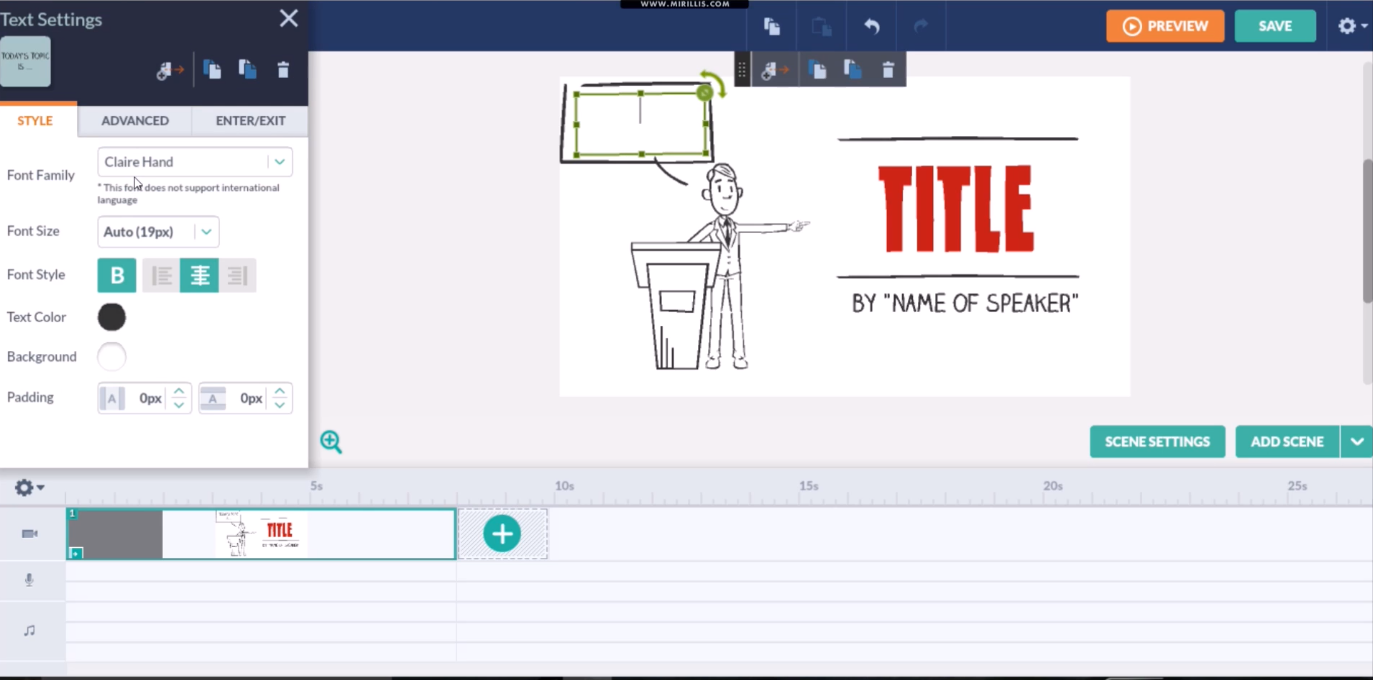 WWW.MIRILLIS.COM
Text Settings
TODAY'S TOPIC
IS ...
PREVIEW
SAVE
STYLE
ADVANCED
ENTER/EXIT
Font Family
Claire Hand
* This font does not support international
language
Font Size
Auto (19px)
Font Style
B
Text Color
Background
Padding
A
0px
A
0px
TITLE
BY "NAME OF SPEAKER"
SCENE SETTINGS
ADD SCENE
5s
10s
15s
20s
25s
1
TITLE